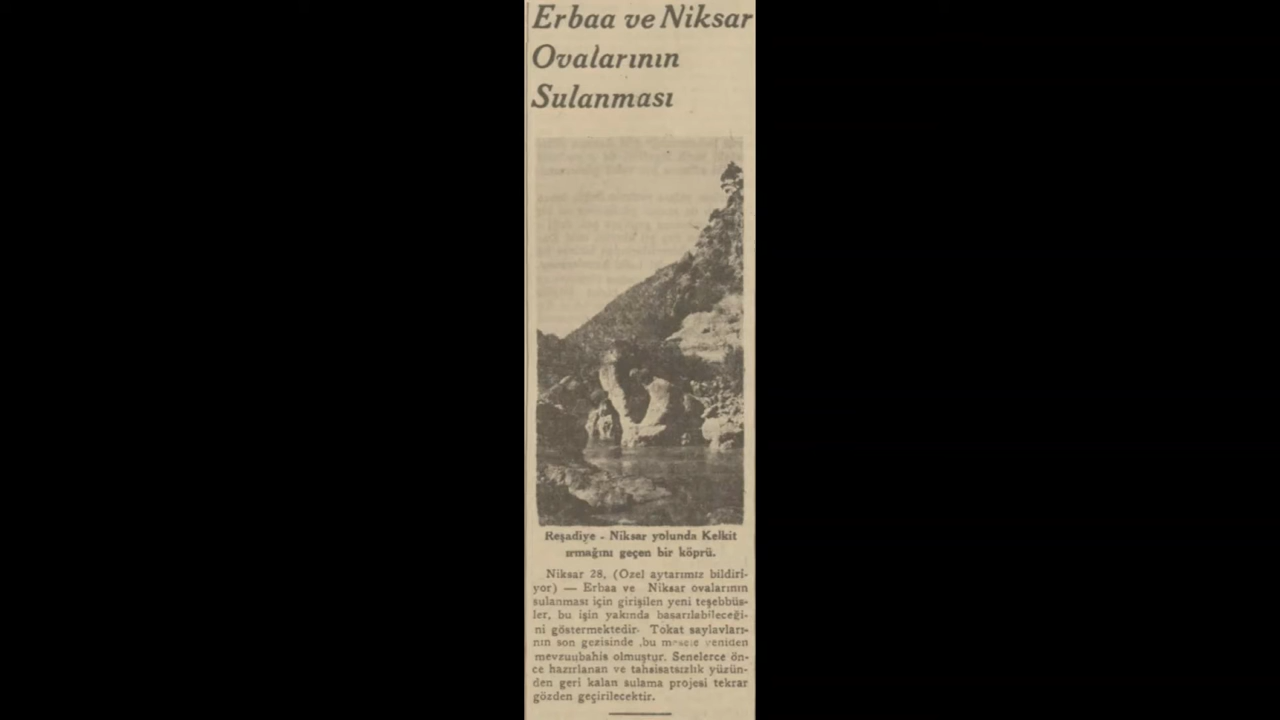 Erbaa ve Niksar
Ovalarının
Sulanması
Reşadiye - Niksar yolunda Kelkit
ırmağını geçen bir köprü.
Niksar 28, (Özel aytarımız bildiri-
yor) — Erbaa ve Niksar ovalarının
sulanması için girişilen yeni teşebbüs-
ler, bu işin yakında basarılabileceği-
ni göstermektedir. Tokat saylavları-
nın son gezisinde ,bu mesele yeniden
mevzuubahis olmuştur. Senelerce ön-
ce hazırlanan ve tahsisatsızlık yüzün-
den geri kalan sulama projesi tekrar
gözden geçirilecektir.